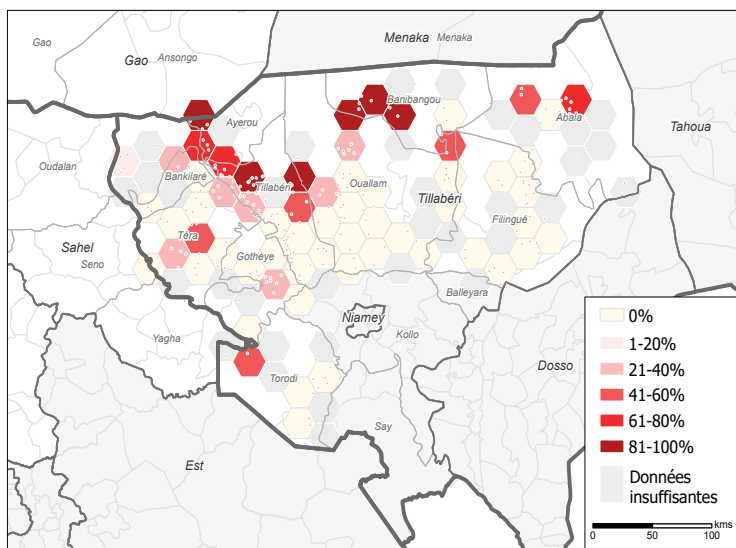 Gao
Gao
Ansongo
Menaka
Menaka
Ayerou
Banibangou
Abala
Tahoua
Oudalan
Bankilaré
Tillabéri
Ouallam
Tillabéri
Filingué
Sahel
Seno
Téra
Gothèye
Balleyara
Niamey
Yagha
Kollo
Torodi
Dosso
Say
Est
0%
1-20%
21-40%
41-60%
61-80%
81-100%
Données
insuffisantes
kms
0 50 100